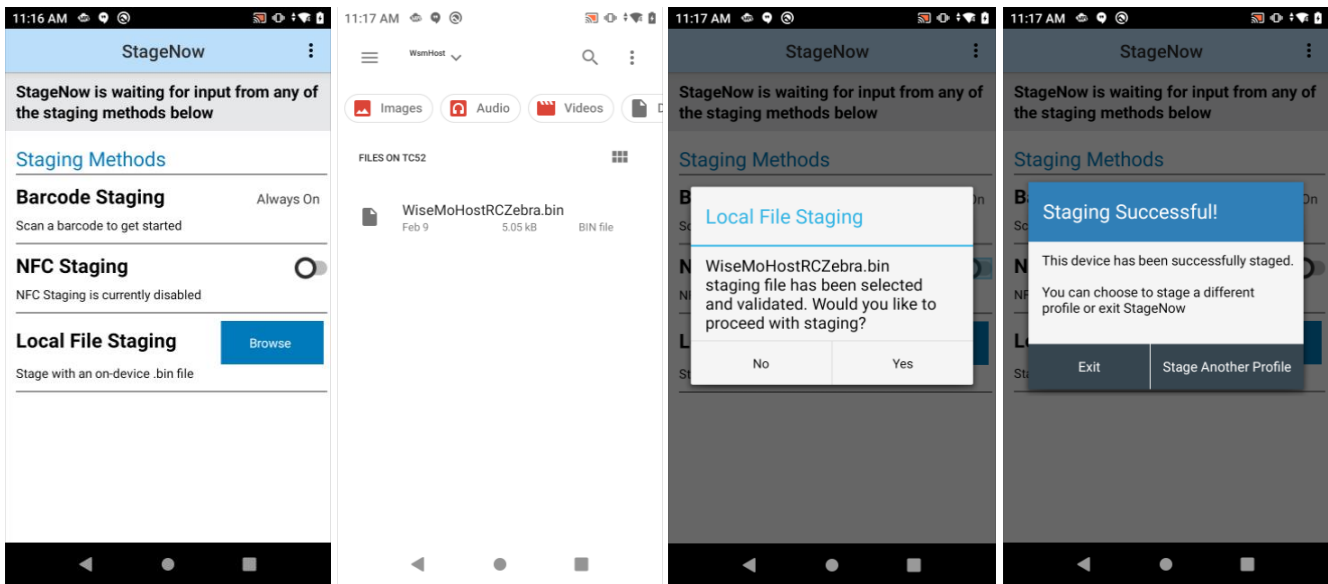 11:16 AM
StageNow
StageNow is waiting for input from any of
the staging methods below
Staging Methods
Barcode Staging
Always On
Scan a barcode to get started
NFC Staging
NFC Staging is currently disabled
Local File Staging
Browse
Stage with an on-device .bin file
11:17 AM
WsmHost
Images
Audio
Videos
D
FILES ON TC52
WiseMoHostRCZebra.bin
Feb 9
5.05 kB
BIN file
11:17 AM
StageNow
StageNow is waiting for input from any of
the staging methods below
Staging Methods
Local File Staging
WiseMoHostRCZebra.bin
staging file has been selected
and validated. Would you like to
proceed with staging?
No
Yes
11:17 AM
StageNow
StageNow is waiting for input from any of
the staging methods below
Staging Methods
Staging Successful!
This device has been successfully staged.
You can choose to stage a different
profile or exit StageNow
Exit
Stage Another Profile